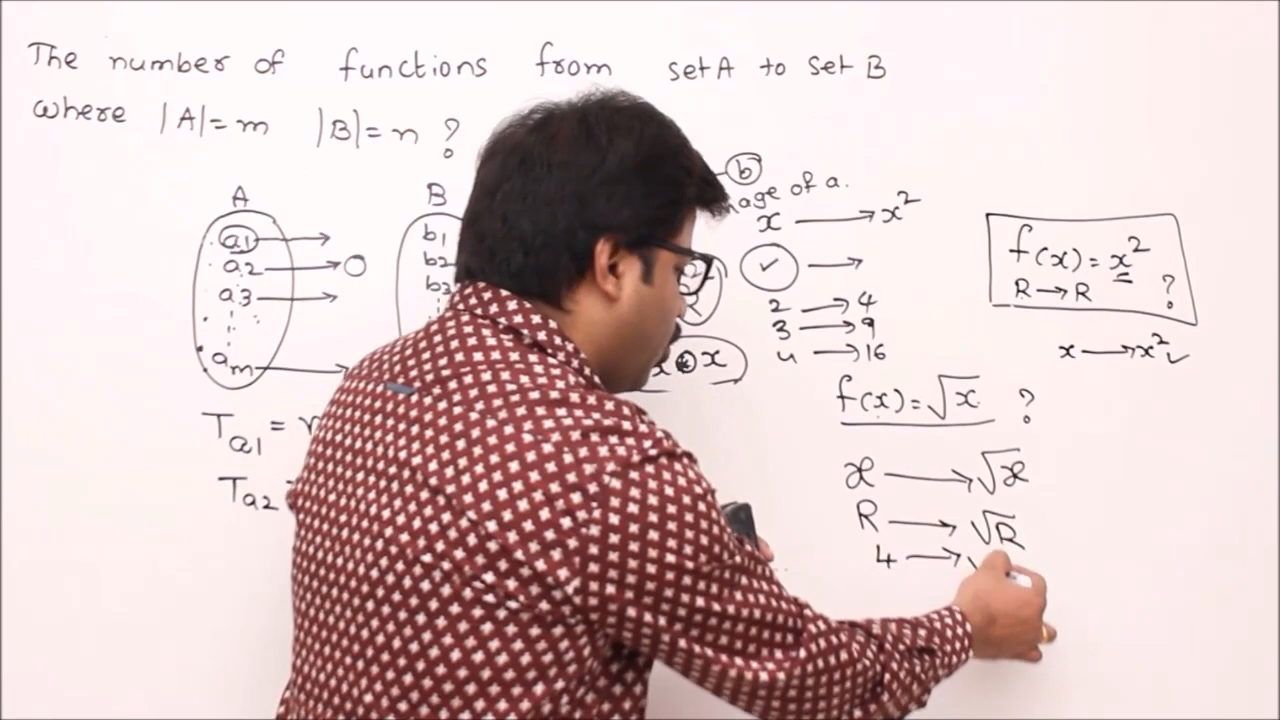 The number of functions from set A to set B
where |A|=m |B|=n ?
A B
a1 →
a2 →
a3 →
am →
b1
b2
b3
b
image of a.
x → x²
✓ →
2 → 4
3 → 9
4 → 16
x
f(x) = x²
R → R ?
x → x² ✓
f(x) = √x ?
x → √x
R → √R
4 →
Ta1 =
Ta2